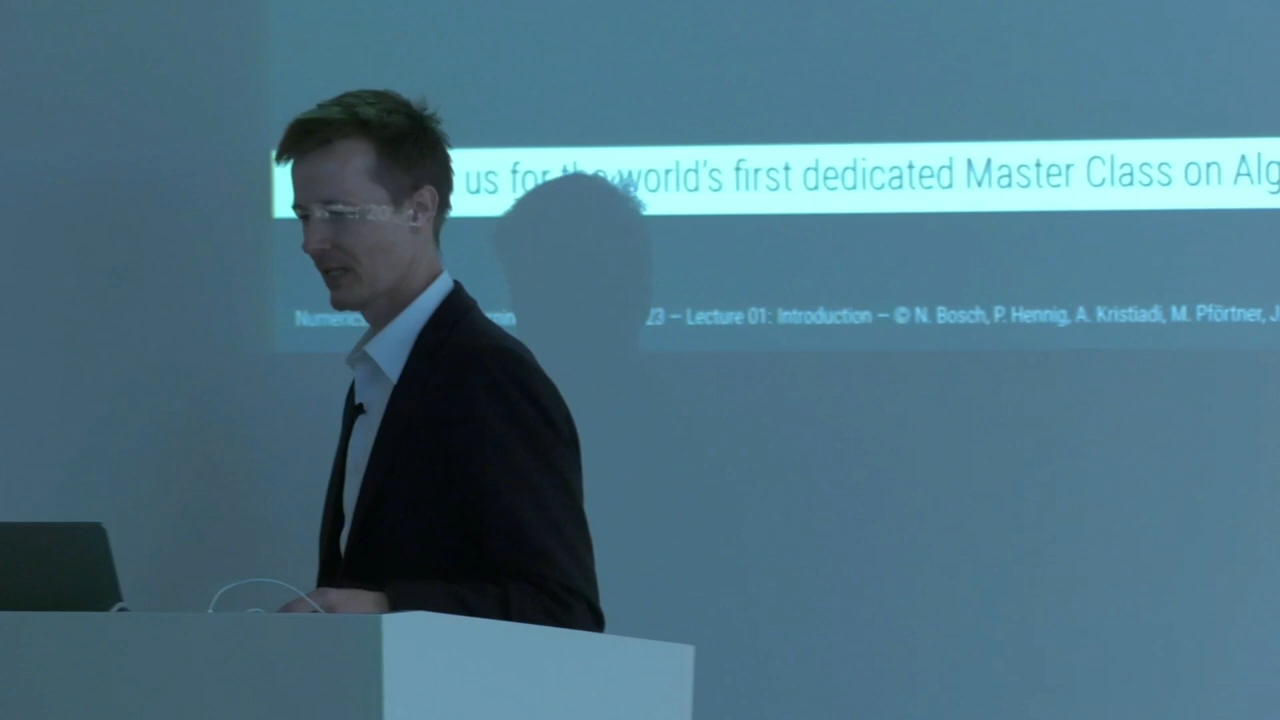 us for the world's first dedicated Master Class on Alg
Numerics 23 – Lecture 01: Introduction – © N. Bosch, P. Hennig, A. Kristiadi, M. Pförtner, J